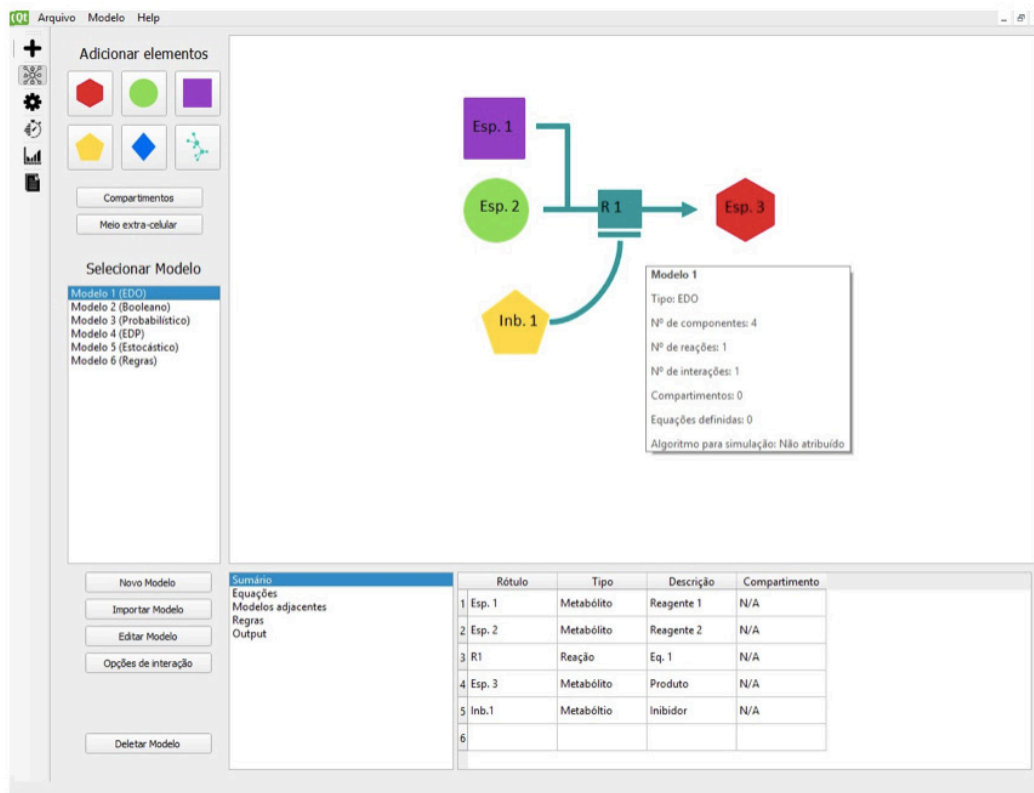 Qt Arquivo Modelo Help
Adicionar elementos
Compartimentos
Meio extra-celular
Selecionar Modelo
Modelo 1 (EDO)
Modelo 2 (Booleano)
Modelo 3 (Probabilístico)
Modelo 4 (EDP)
Modelo 5 (Estocástico)
Modelo 6 (Regras)
Esp. 1
Esp. 2
R 1
Esp. 3
Inb. 1
Modelo 1
Tipo: EDO
Nº de componentes: 4
Nº de reações: 1
Nº de interações: 1
Compartimentos: 0
Equações definidas: 0
Algoritmo para simulação: Não atribuído
Novo Modelo
Importar Modelo
Editar Modelo
Opções de interação
Deletar Modelo
Sumário
Equações
Modelos adjacentes
Regras
Output
Rótulo Tipo Descrição Compartimento
1 Esp. 1 Metabólito Reagente 1 N/A
2 Esp. 2 Metabólito Reagente 2 N/A
3 R1 Reação Eq. 1 N/A
4 Esp. 3 Metabólito Produto N/A
5 Inb.1 Metabóltio Inibidor N/A
6